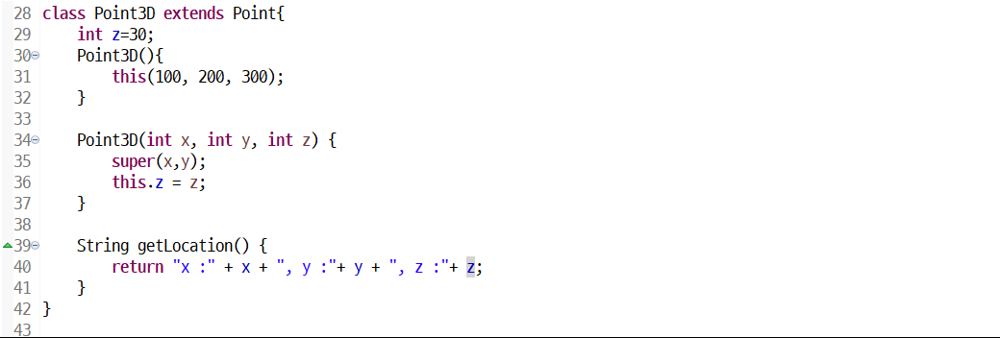 28 class Point3D extends Point{
29     int z=30;
30     Point3D(){
31         this(100, 200, 300);
32     }
33
34     Point3D(int x, int y, int z) {
35         super(x,y);
36         this.z = z;
37     }
38
39     String getLocation() {
40         return "x :" + x + ", y :"+ y + ", z :"+ z;
41     }
42 }
43